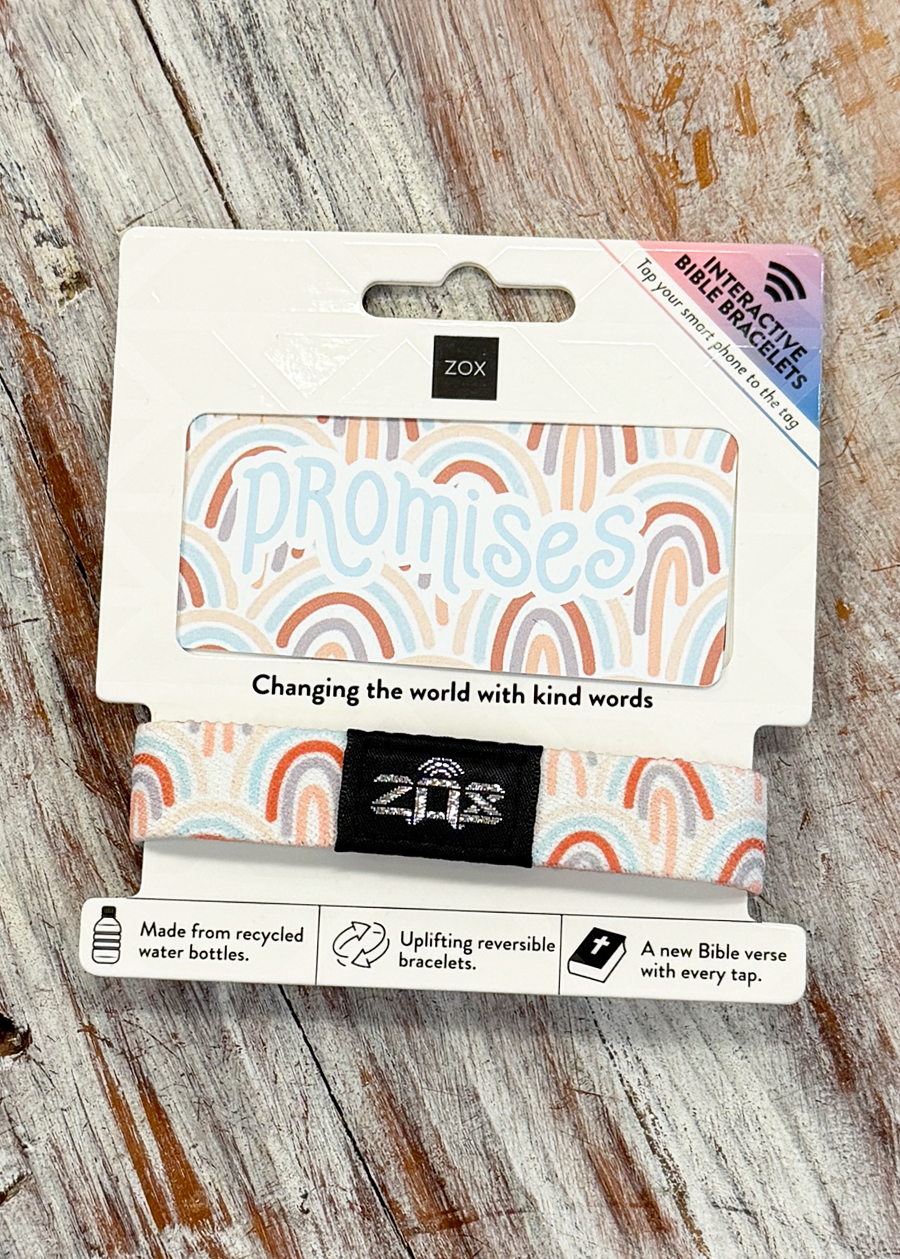 INTERACTIVE
BIBLE BRACELETS
Tap your smart phone to the tag
ZOX
PROmises
Changing the world with kind words
ZOX
Made from recycled
water bottles.
Uplifting reversible
bracelets.
A new Bible verse
with every tap.